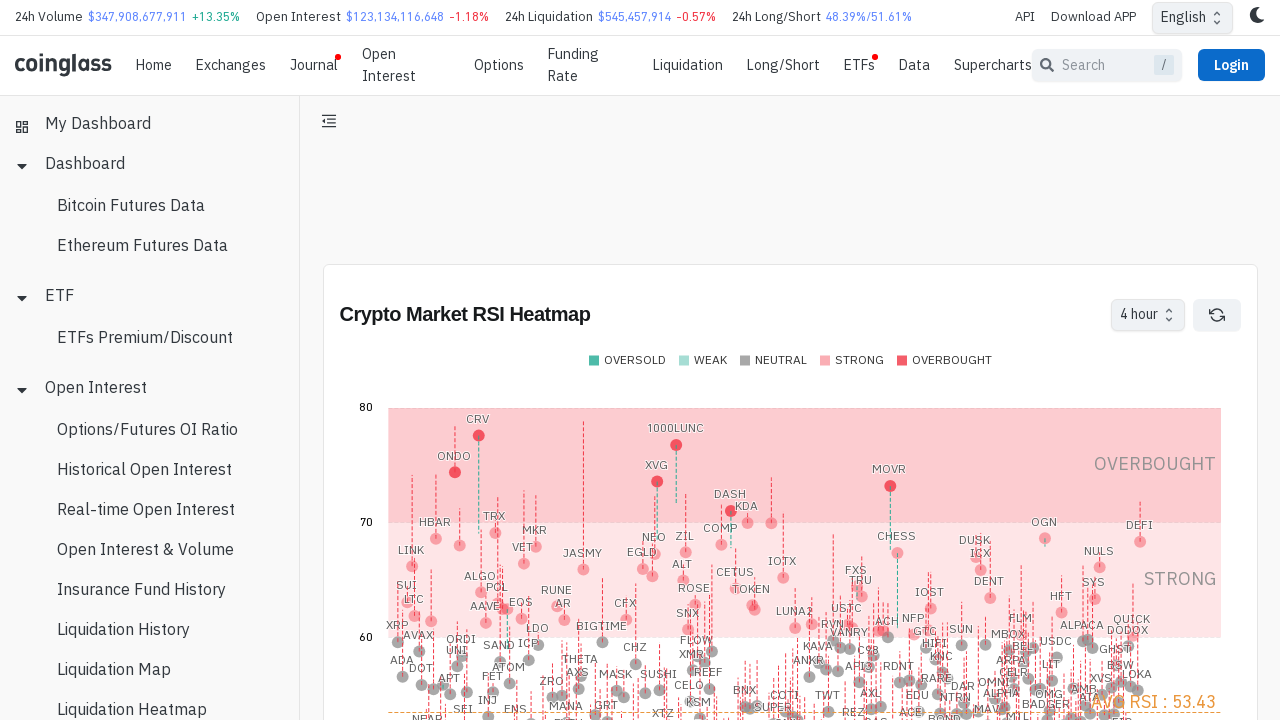 24h Volume $347,908,677,911 +13.35% Open Interest $123,134,116,648 -1.18% 24h Liquidation $545,457,914 -0.57% 24h Long/Short 48.39%/51.61% API Download APP English
coinglass Home Exchanges Journal Open Interest Options Funding Rate Liquidation Long/Short ETFs Data Supercharts Search / Login
My Dashboard
Dashboard
Bitcoin Futures Data
Ethereum Futures Data
ETF
ETFs Premium/Discount
Open Interest
Options/Futures OI Ratio
Historical Open Interest
Real-time Open Interest
Open Interest & Volume
Insurance Fund History
Liquidation History
Liquidation Map
Liquidation Heatmap
Crypto Market RSI Heatmap 4 hour
OVERSOLD WEAK NEUTRAL STRONG OVERBOUGHT
80
CRV
1000LUNC
ONDO XVG MOVR
OVERBOUGHT
DASH
KDA
70
HBAR TRX MKR COMP OGN DEFI
NEO ZIL CHESS DUSK
LINK VET JASMY EGLD ALT IOTX ICX NULS
STRONG
ALGO CETUS FXS TRU DENT SYS
SUI POL RUNE ROSE TOKEN IOST HFT
LTC AAVE EOS AR CFX SNX LUNA2 USTC
XRP AVAX LDO BIGTIME RVN VANRY ACH NFP GTC SUN FLM ALPACA QUICK
60
ORDI SAND ICP CHZ FLOW KAVA HIFI MBOX USDC DODOX
ADA DOT UNI ATOM THETA XMR ANKR C98 KNC BEL GHST
APT FET AXS MASK SUSHI REEF API3 RDNT RARE ARPA LIT BSW
INJ ZRO CELO BNX COTI TWT AXL EDU DAR OMNI CELR XVS LOKA
SEI ENS MANA GRT XTZ KSM SUPER REZ ACE NTRN ALPHA OMG AMB
MAV BADGER MTL
AVG RSI : 53.43